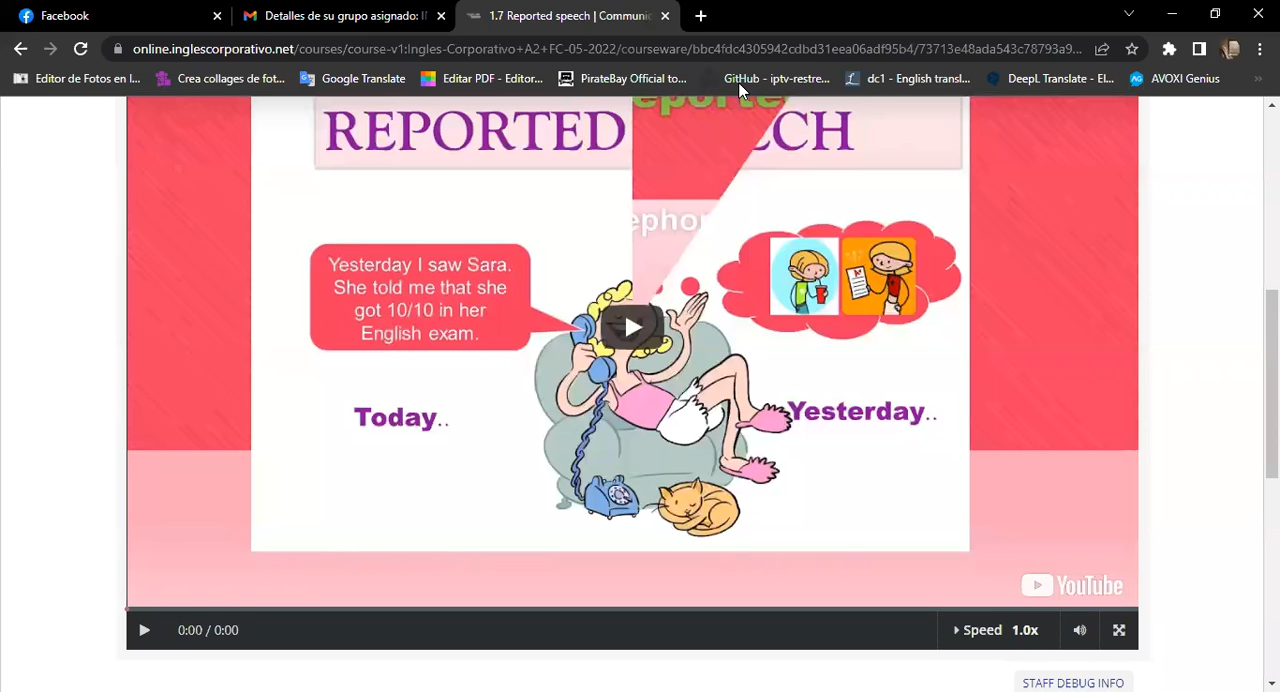 Facebook
Detalles de su grupo asignado: I
1.7 Reported speech | Communic
online.inglescorporativo.net/courses/course-v1:Ingles-Corporativo+A2+FC-05-2022/courseware/bbc4fdc4305942cdbd31eea06adf95b4/73713e48ada543c78793a9...
Editor de Fotos en l...
Crea collages de fot...
Google Translate
Editar PDF - Editor...
PirateBay Official to...
GitHub - iptv-restre...
dc1 - English transl...
DeepL Translate - El...
AVOXI Genius
»
REPORTED
ECH
eporte
epho
Yesterday I saw Sara.
She told me that she
got 10/10 in her
English exam.
Today..
Yesterday..
YouTube
0:00 / 0:00
Speed 1.0x
STAFF DEBUG INFO